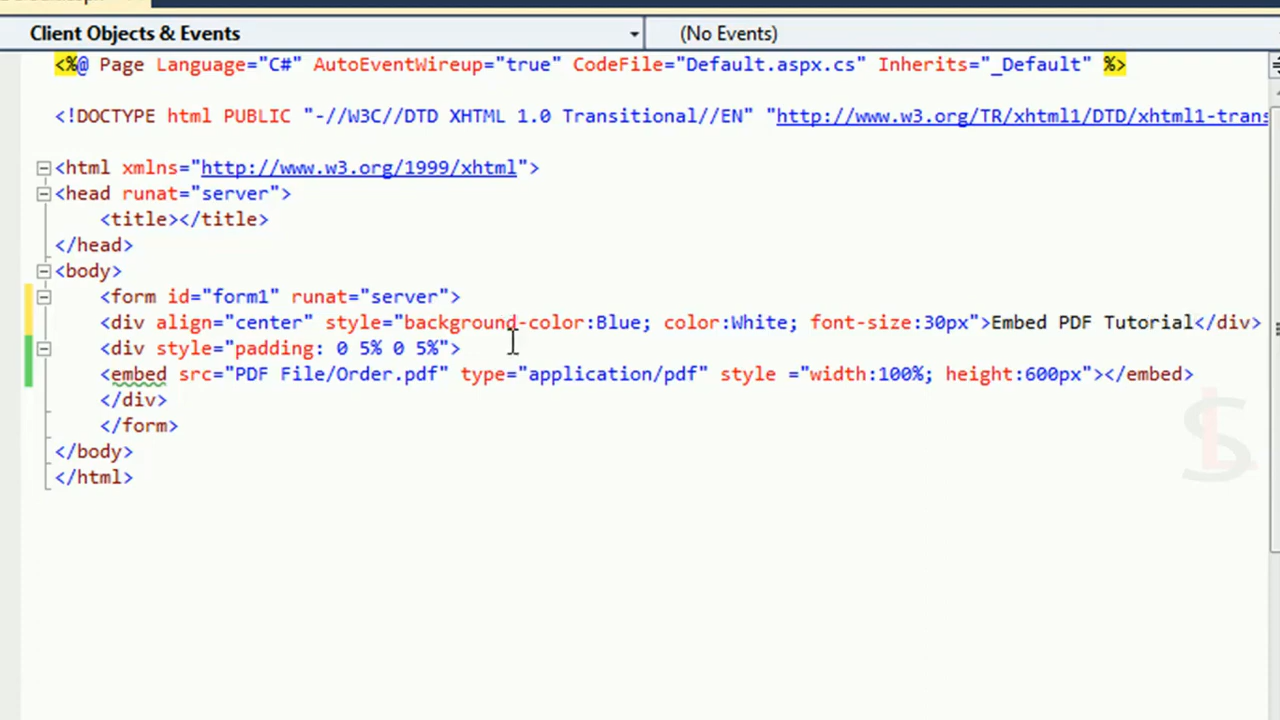 Client Objects & Events (No Events)
<%@ Page Language="C#" AutoEventWireup="true" CodeFile="Default.aspx.cs" Inherits="_Default" %>
<!DOCTYPE html PUBLIC "-//W3C//DTD XHTML 1.0 Transitional//EN" "http://www.w3.org/TR/xhtml1/DTD/xhtml1-trans
<html xmlns="http://www.w3.org/1999/xhtml">
<head runat="server">
<title></title>
</head>
<body>
<form id="form1" runat="server">
<div align="center" style="background-color:Blue; color:White; font-size:30px">Embed PDF Tutorial</div>
<div style="padding: 0 5% 0 5%">
<embed src="PDF File/Order.pdf" type="application/pdf" style ="width:100%; height:600px"></embed>
</div>
</form>
</body>
</html>
SL